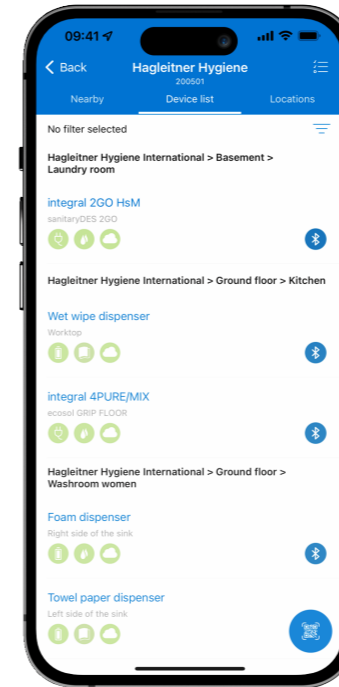 09:41
Back
Hagleitner Hygiene
200501
Nearby
Device list
Locations
No filter selected
Hagleitner Hygiene International > Basement >
Laundry room
integral 2GO HsM
sanitaryDES 2GO
Hagleitner Hygiene International > Ground floor > Kitchen
Wet wipe dispenser
Worktop
integral 4PURE/MIX
ecosol GRIP FLOOR
Hagleitner Hygiene International > Ground floor >
Washroom women
Foam dispenser
Right side of the sink
Towel paper dispenser
Left side of the sink